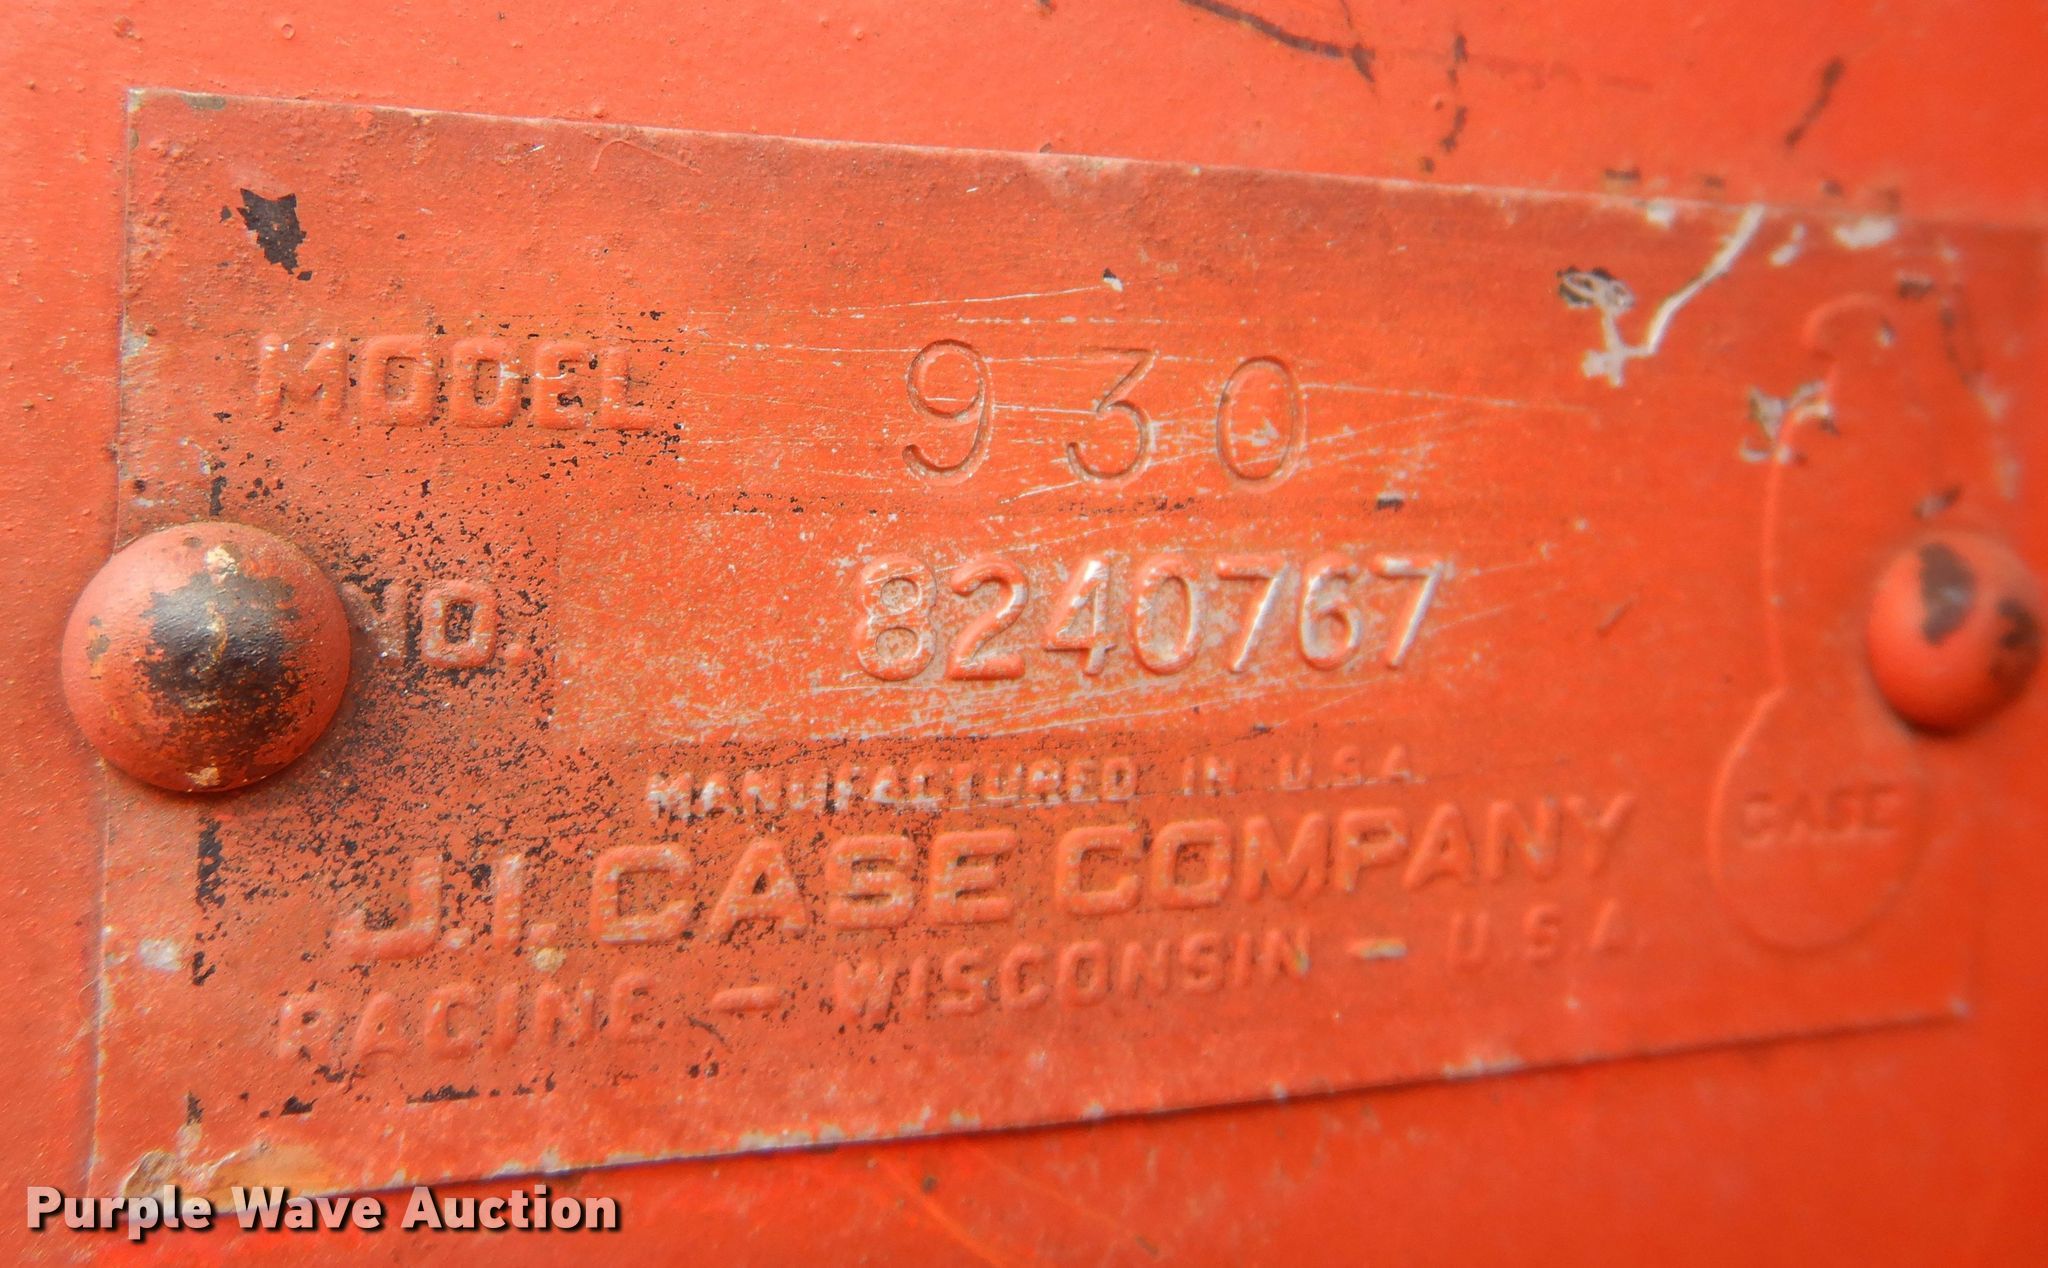 MODEL 930
NO. 8240767
MANUFACTURED IN U.S.A.
J.I. CASE COMPANY
RACINE - WISCONSIN - U.S.A.
CASE
Purple Wave Auction